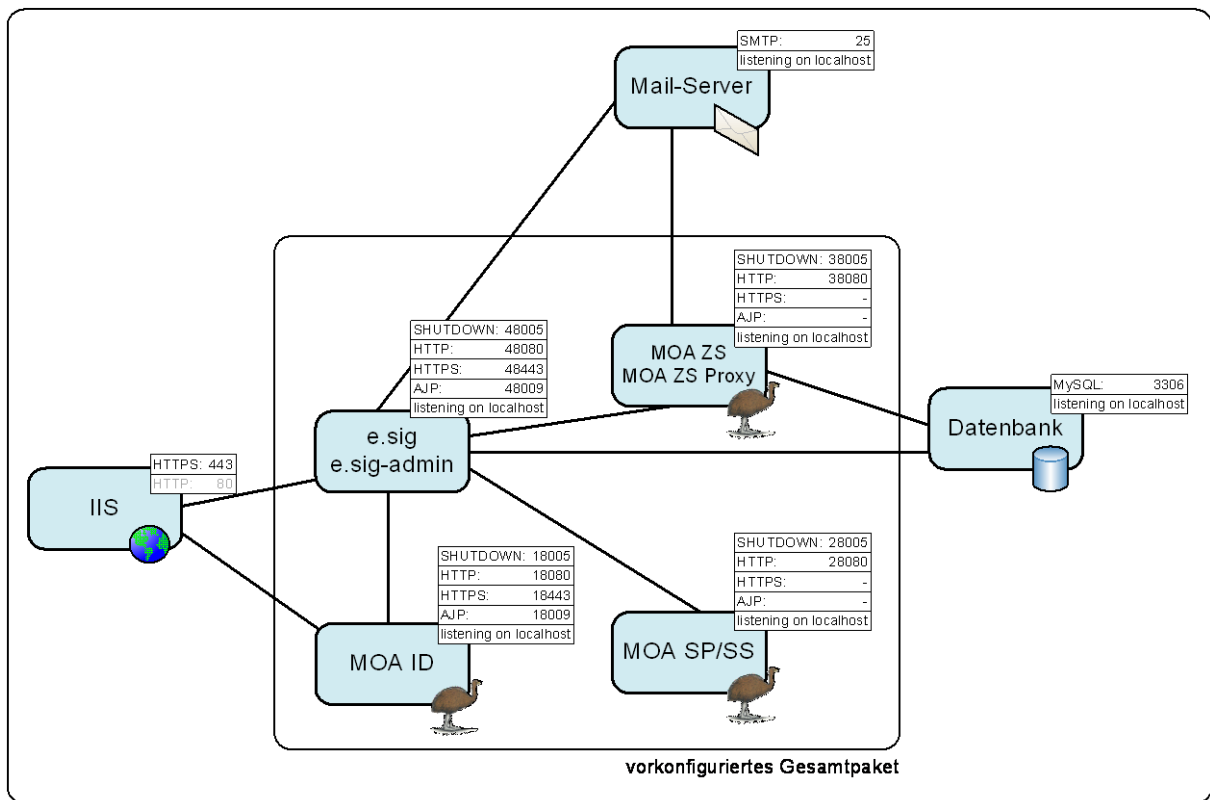 SMTP: 25
listening on localhost
Mail-Server
SHUTDOWN: 38005
HTTP: 38080
HTTPS: -
AJP: -
listening on localhost
MOA ZS
MOA ZS Proxy
SHUTDOWN: 48005
HTTP: 48080
HTTPS: 48443
AJP: 48009
listening on localhost
e.sig
e.sig-admin
MySQL: 3306
listening on localhost
Datenbank
HTTPS: 443
HTTP: 80
IIS
SHUTDOWN: 18005
HTTP: 18080
HTTPS: 18443
AJP: 18009
listening on localhost
MOA ID
SHUTDOWN: 28005
HTTP: 28080
HTTPS: -
AJP: -
listening on localhost
MOA SP/SS
vorkonfiguriertes Gesamtpaket